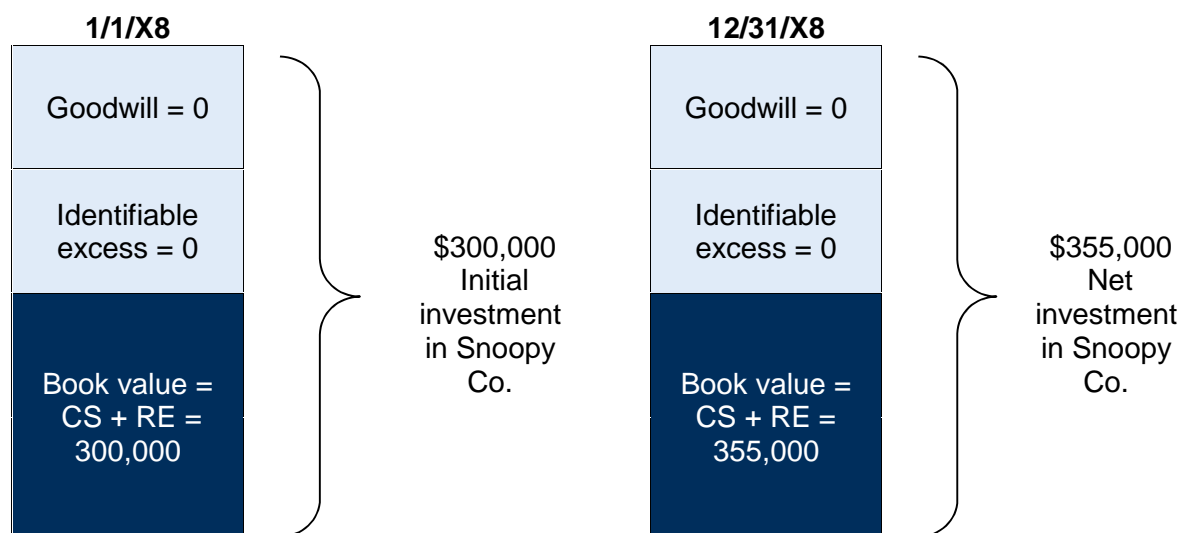 1/1/X8
Goodwill = 0
Identifiable
excess = 0
Book value =
CS + RE =
300,000
$300,000
Initial
investment
in Snoopy
Co.
12/31/X8
Goodwill = 0
Identifiable
excess = 0
Book value =
CS + RE =
355,000
$355,000
Net
investment
in Snoopy
Co.